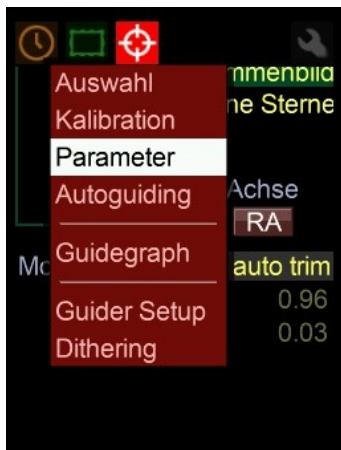 Auswahl
mmenbild
Kalibration
ne Sterne
Parameter
Autoguiding
Achse
RA
Guidegraph
auto trim
Guider Setup
0.96
Dithering
0.03